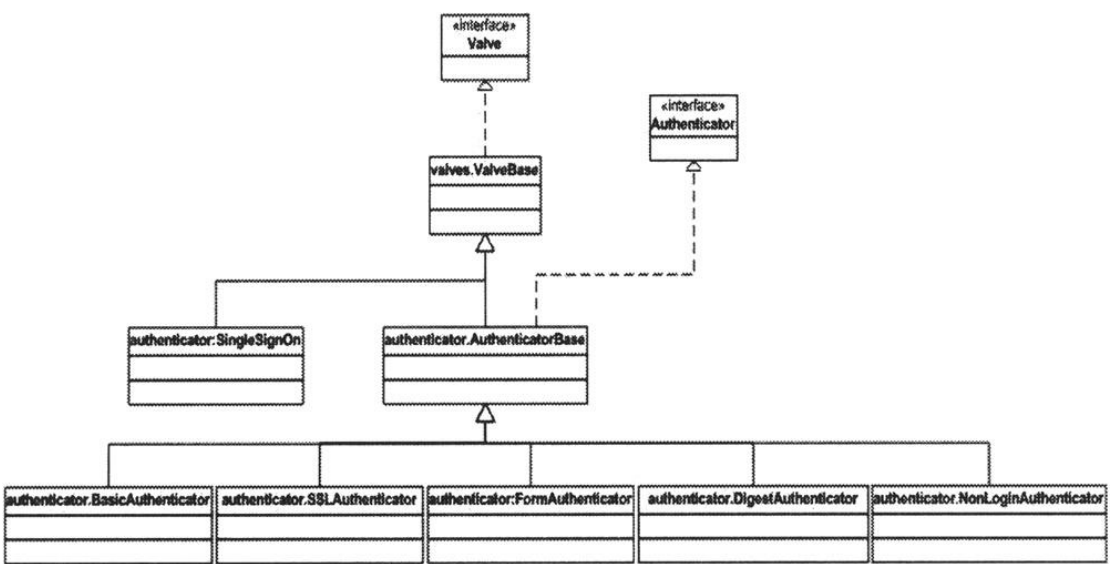 «interface»
Valve
«interface»
Authenticator
valves.ValveBase
authenticator:SingleSignOn
authenticator.AuthenticatorBase
authenticator.BasicAuthenticator
authenticator.SSLAuthenticator
authenticator:FormAuthenticator
authenticator.DigestAuthenticator
authenticator.NonLoginAuthenticator